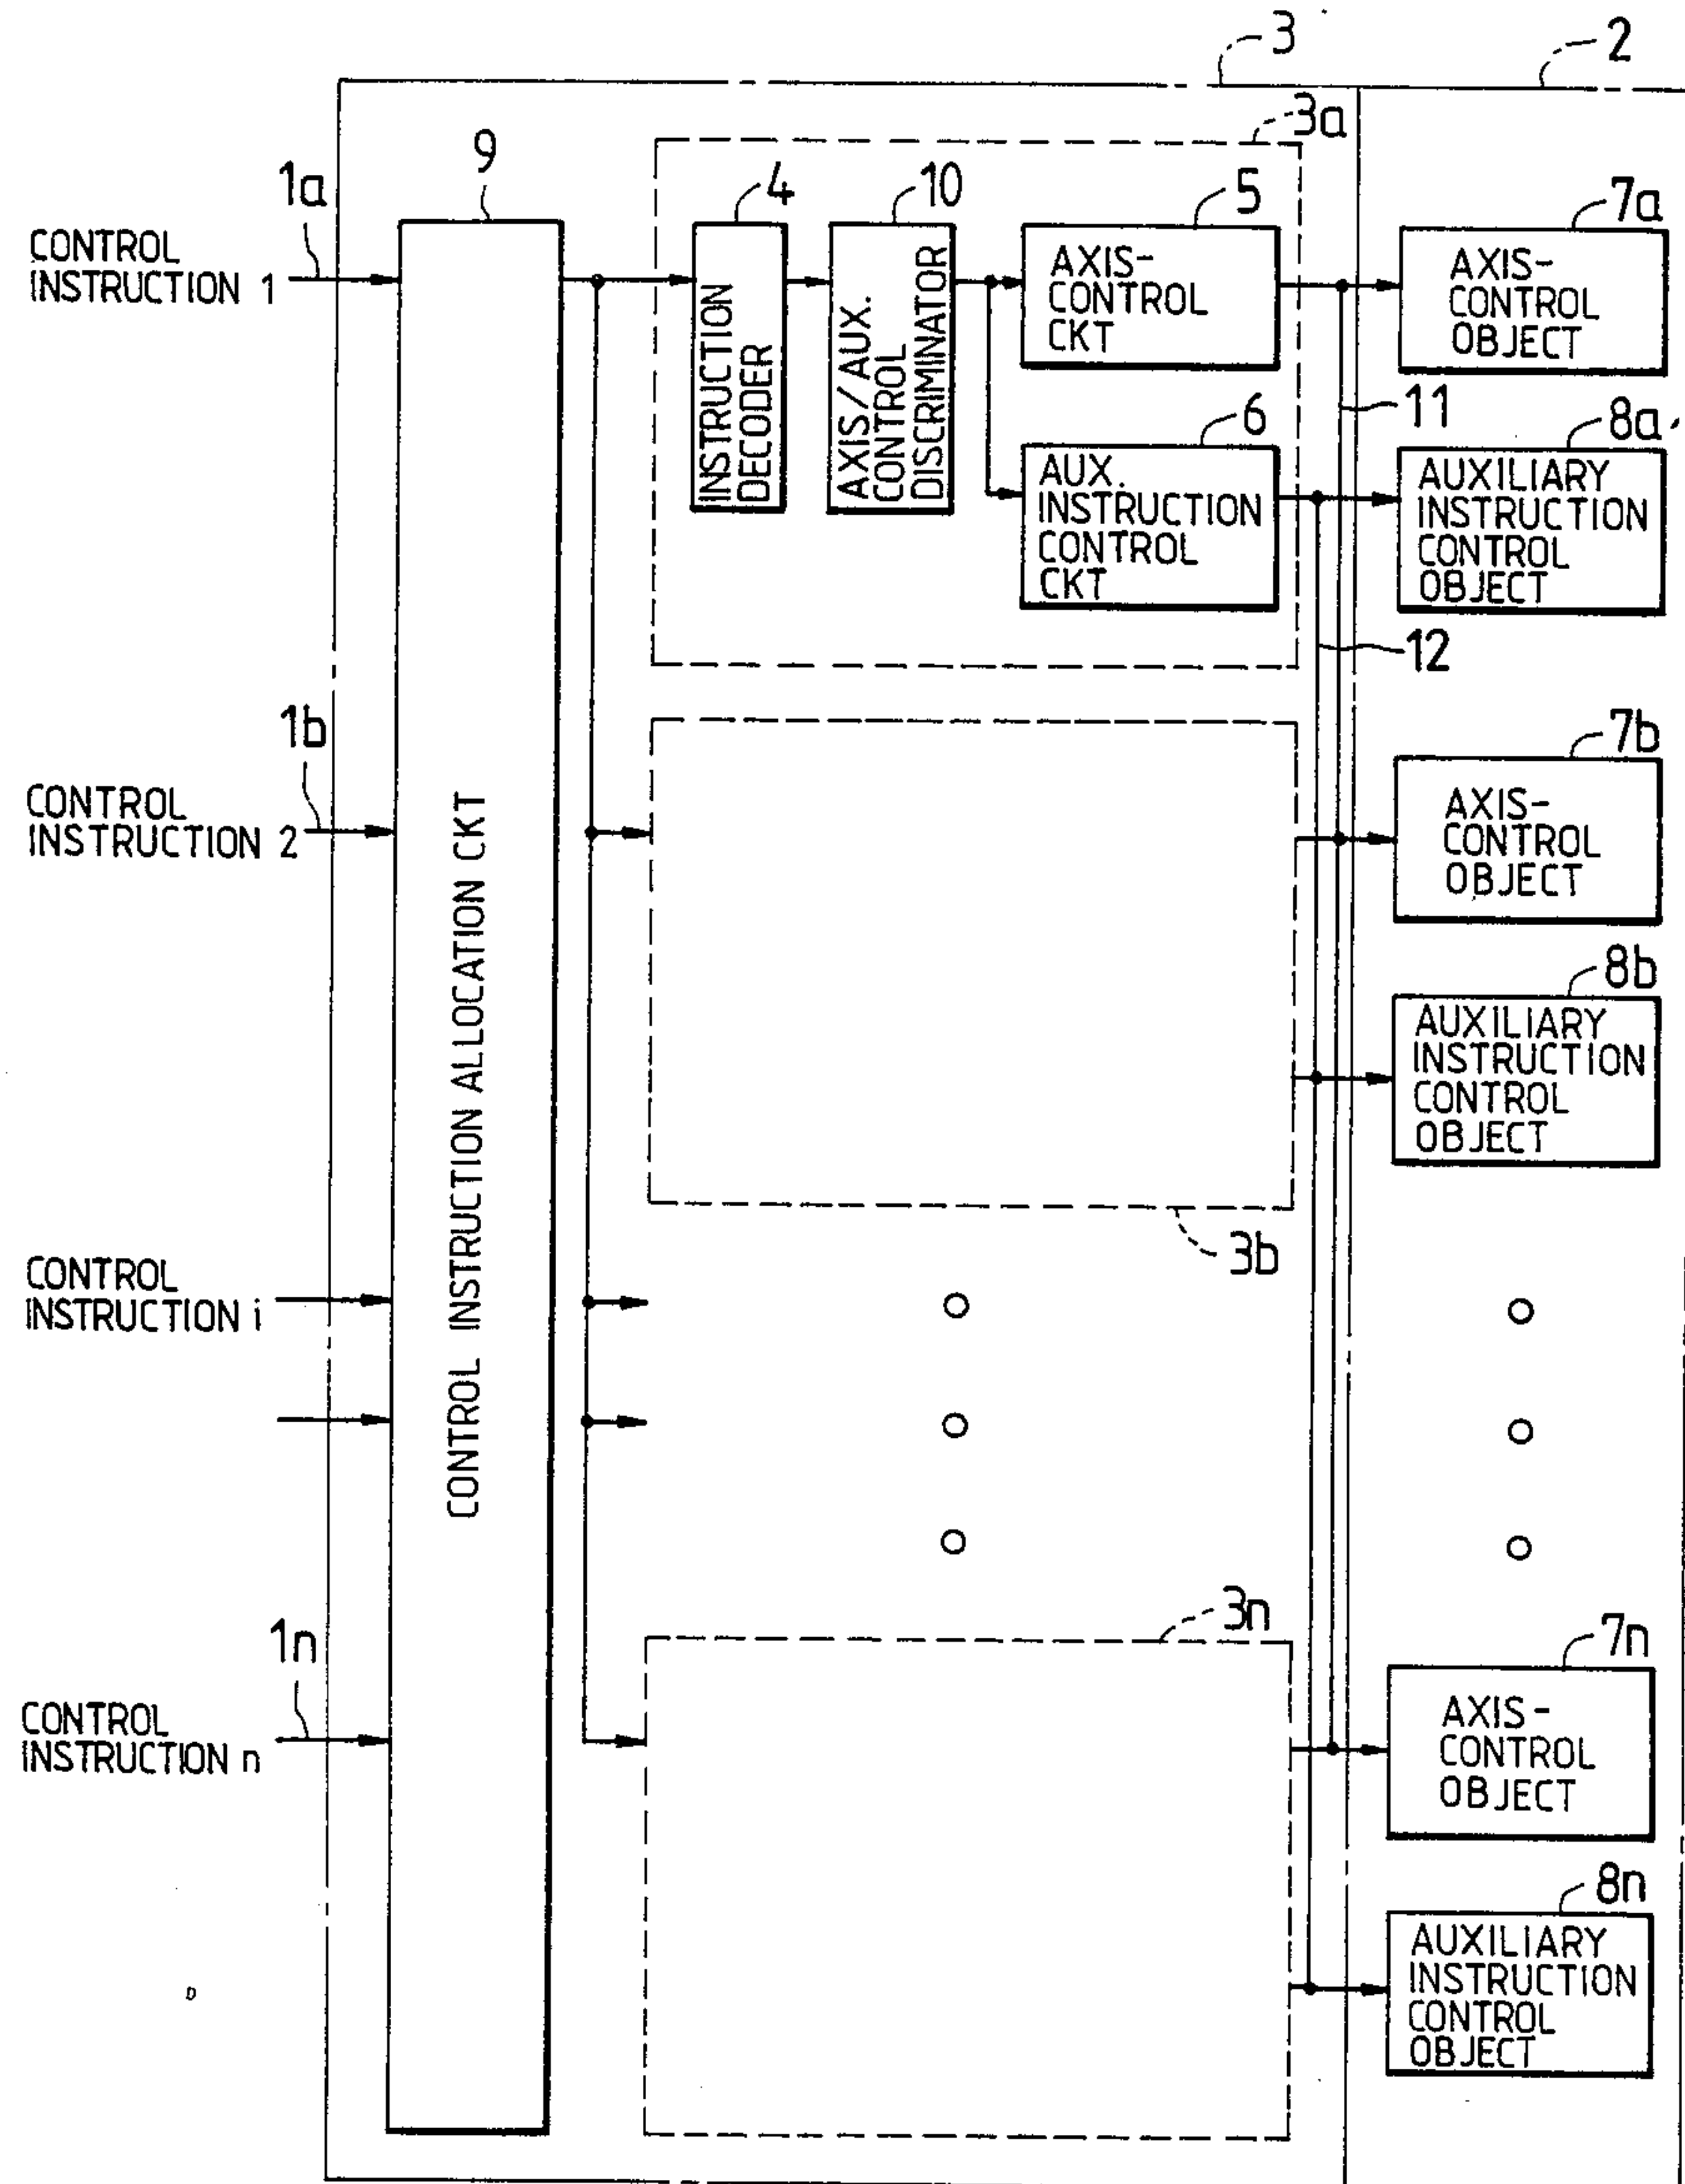 3
2
3a
9
4
10
5
7a
1a
CONTROL
INSTRUCTION 1
INSTRUCTION
DECODER
AXIS/AUX.
CONTROL
DISCRIMINATOR
AXIS-
CONTROL
CKT
AXIS-
CONTROL
OBJECT
11
6
8a
AUX.
INSTRUCTION
CONTROL
CKT
AUXILIARY
INSTRUCTION
CONTROL
OBJECT
12
1b
7b
CONTROL
INSTRUCTION 2
CONTROL INSTRUCTION ALLOCATION CKT
AXIS-
CONTROL
OBJECT
8b
AUXILIARY
INSTRUCTION
CONTROL
OBJECT
3b
CONTROL
INSTRUCTION i
3n
1n
7n
CONTROL
INSTRUCTION n
AXIS-
CONTROL
OBJECT
8n
AUXILIARY
INSTRUCTION
CONTROL
OBJECT